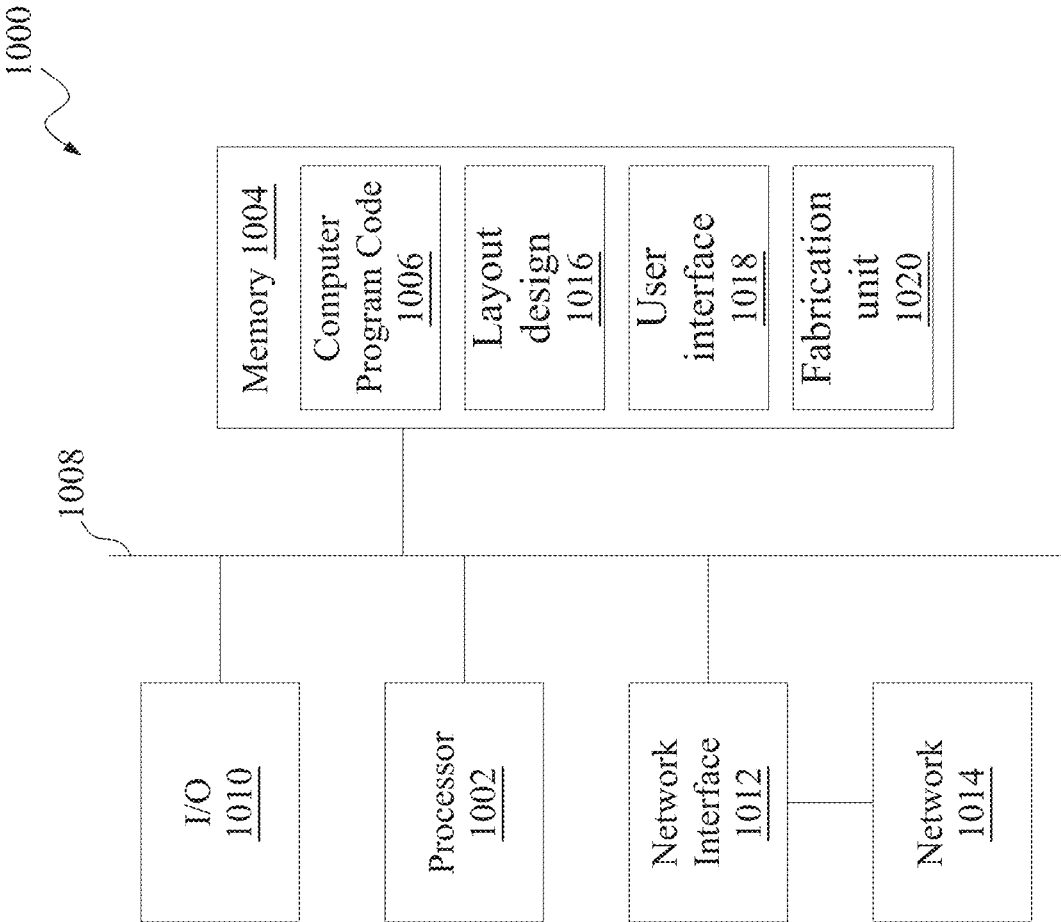 1000
1008
I/O
1010
Processor
1002
Network
Interface
1012
Network
1014
Memory 1004
Computer
Program Code
1006
Layout
design
1016
User
interface
1018
Fabrication
unit
1020